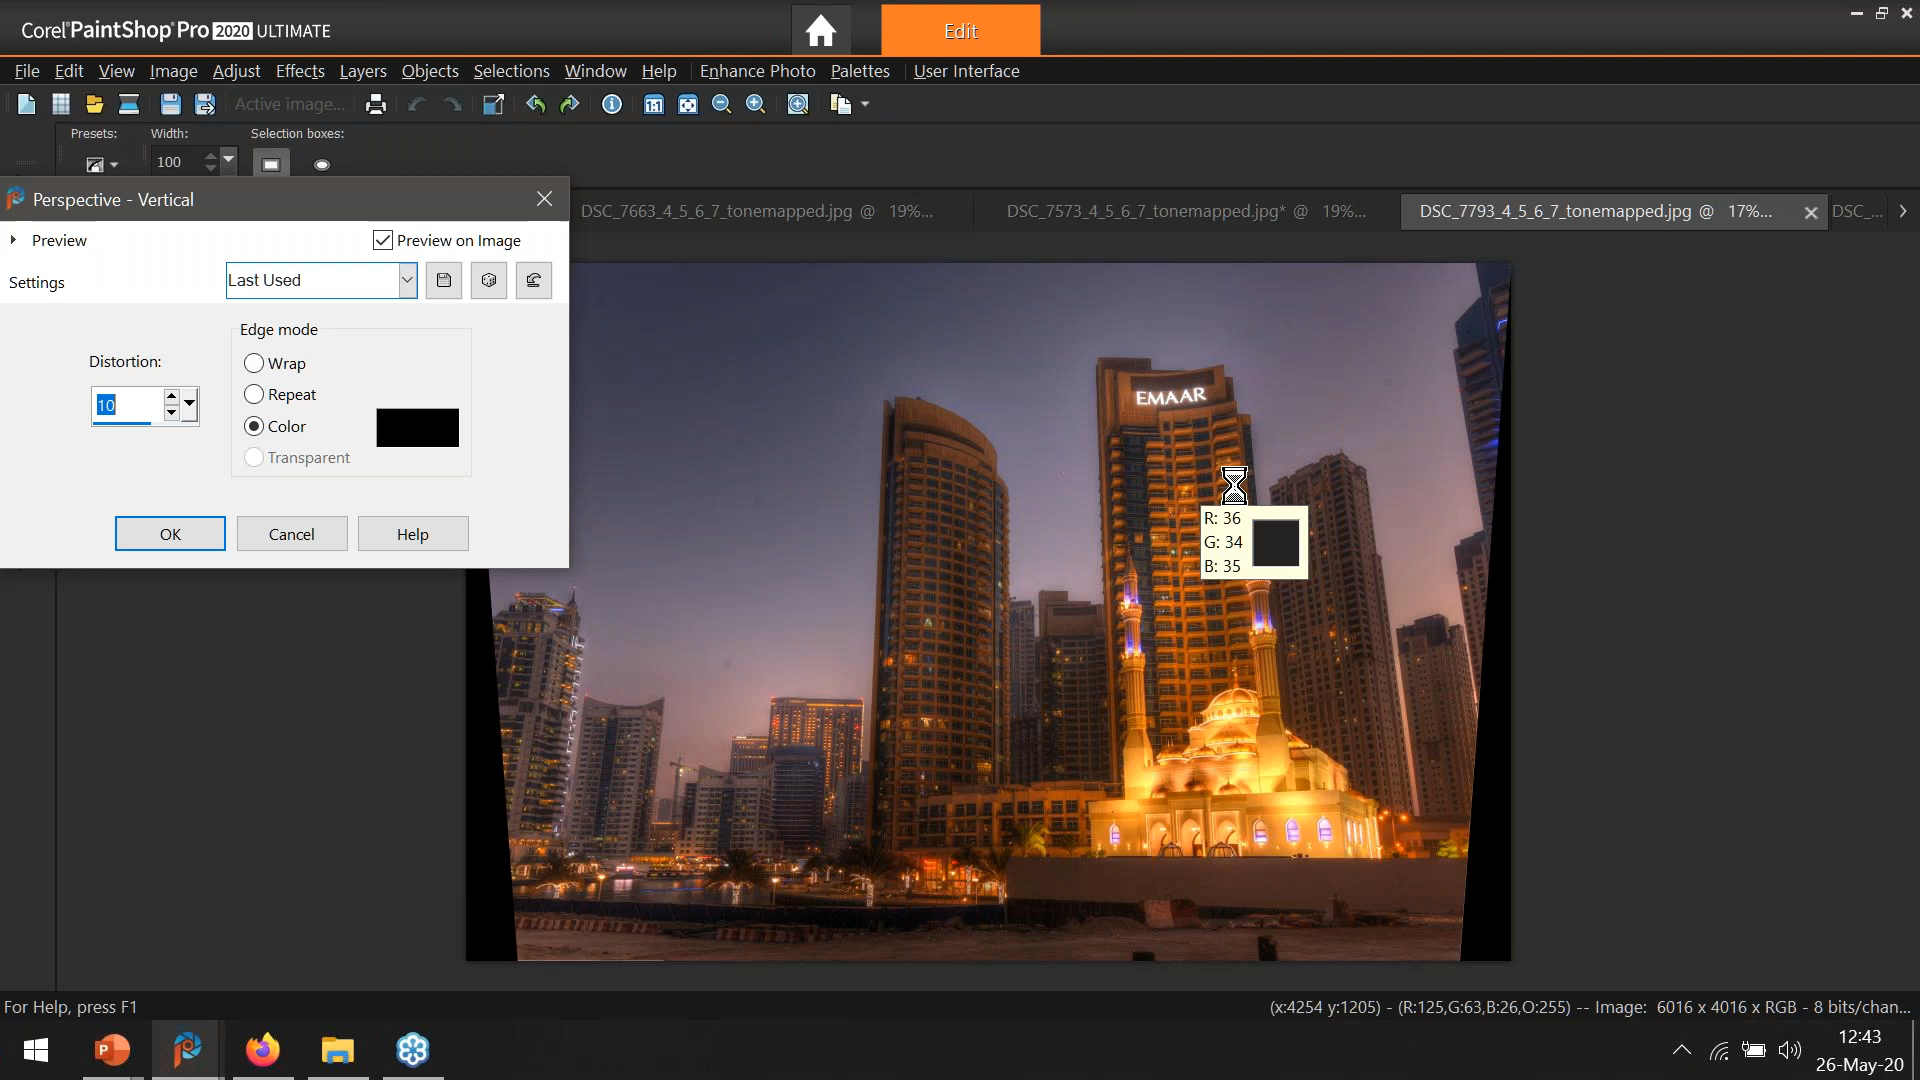 Corel PaintShop Pro 2020 ULTIMATE
Edit
File Edit View Image Adjust Effects Layers Objects Selections Window Help Enhance Photo Palettes User Interface
Active image...
Presets: Width: Selection boxes:
100
Perspective - Vertical
DSC_7663_4_5_6_7_tonemapped.jpg @ 19%...
DSC_7573_4_5_6_7_tonemapped.jpg* @ 19%...
DSC_7793_4_5_6_7_tonemapped.jpg @ 17%...
DSC_...
Preview
Preview on Image
Settings
Last Used
Edge mode
Distortion:
Wrap
10
Repeat
Color
Transparent
OK Cancel Help
EMAAR
R: 36
G: 34
B: 35
For Help, press F1
(x:4254 y:1205) - (R:125,G:63,B:26,O:255) -- Image: 6016 x 4016 x RGB - 8 bits/chan...
12:43
26-May-20